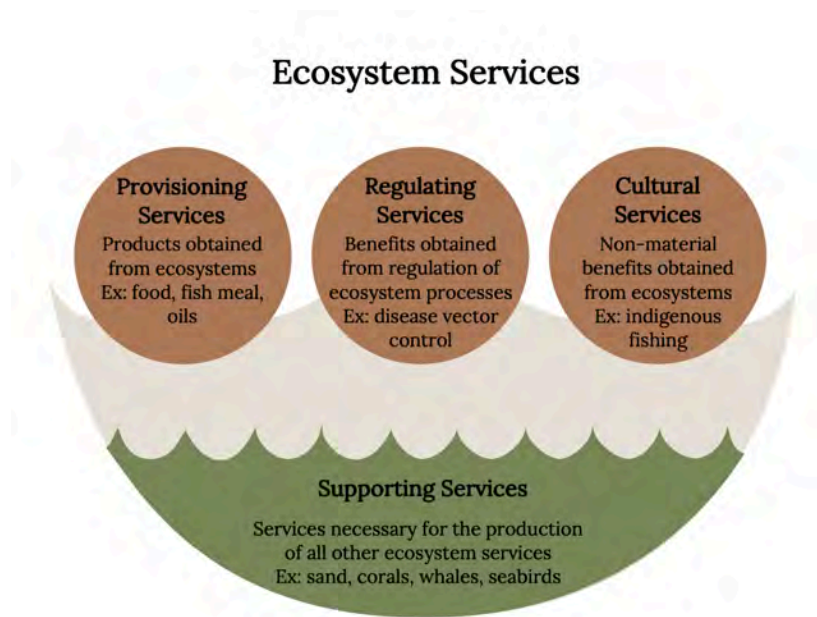 Ecosystem Services
Provisioning
Services
Products obtained
from ecosystems
Ex: food, fish meal,
oils
Regulating
Services
Benefits obtained
from regulation of
ecosystem processes
Ex: disease vector
control
Cultural
Services
Non-material
benefits obtained
from ecosystems
Ex: indigenous
fishing
Supporting Services
Services necessary for the production
of all other ecosystem services
Ex: sand, corals, whales, seabirds